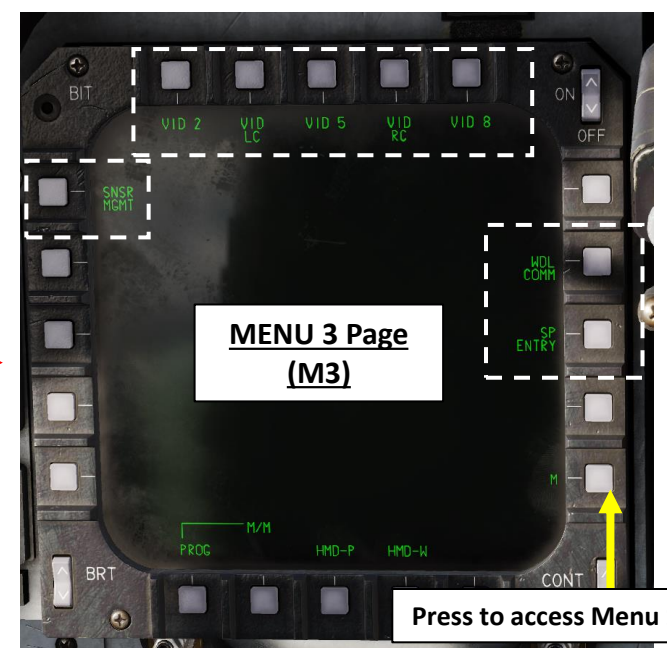 BIT
ON
OFF
VID 2
VID
LC
VID 5
VID
RC
VID 8
SNSR
MGMT
WDL
COMM
SP
ENTRY
MENU 3 Page
(M3)
M
M/M
PROG
HMD-P
HMD-W
BRT
CONT
Press to access Menu